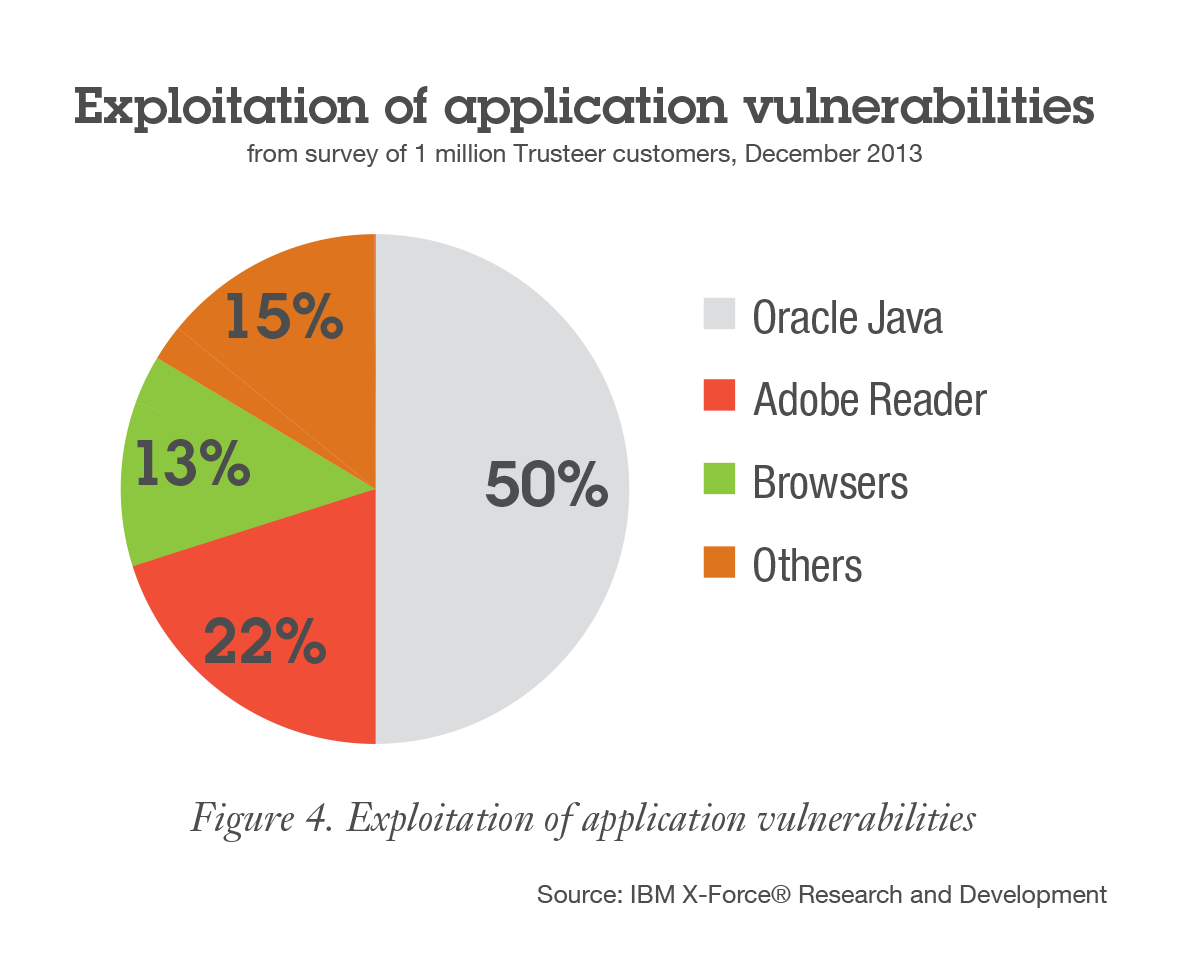 Exploitation of application vulnerabilities
from survey of 1 million Trusteer customers, December 2013
15%
13%
50%
22%
Oracle Java
Adobe Reader
Browsers
Others
Figure 4. Exploitation of application vulnerabilities
Source: IBM X-Force® Research and Development